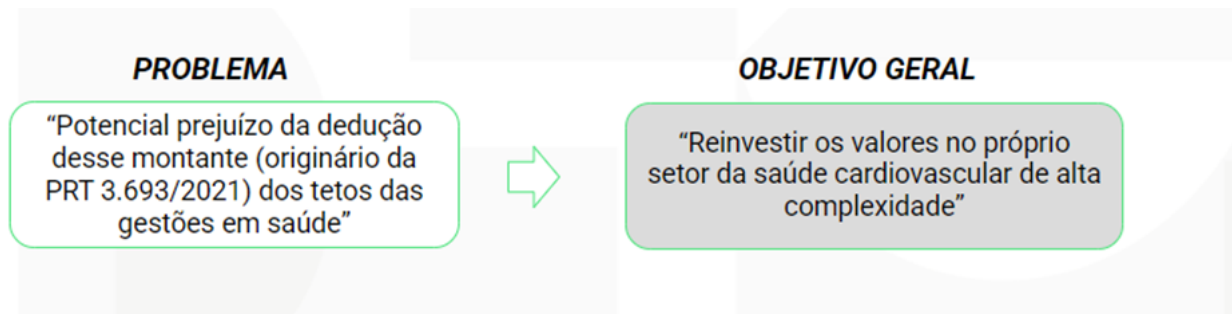 PROBLEMA
“Potencial prejuízo da dedução
desse montante (originário da
PRT 3.693/2021) dos tetos das
gestões em saúde”
OBJETIVO GERAL
“Reinvestir os valores no próprio
setor da saúde cardiovascular de alta
complexidade”